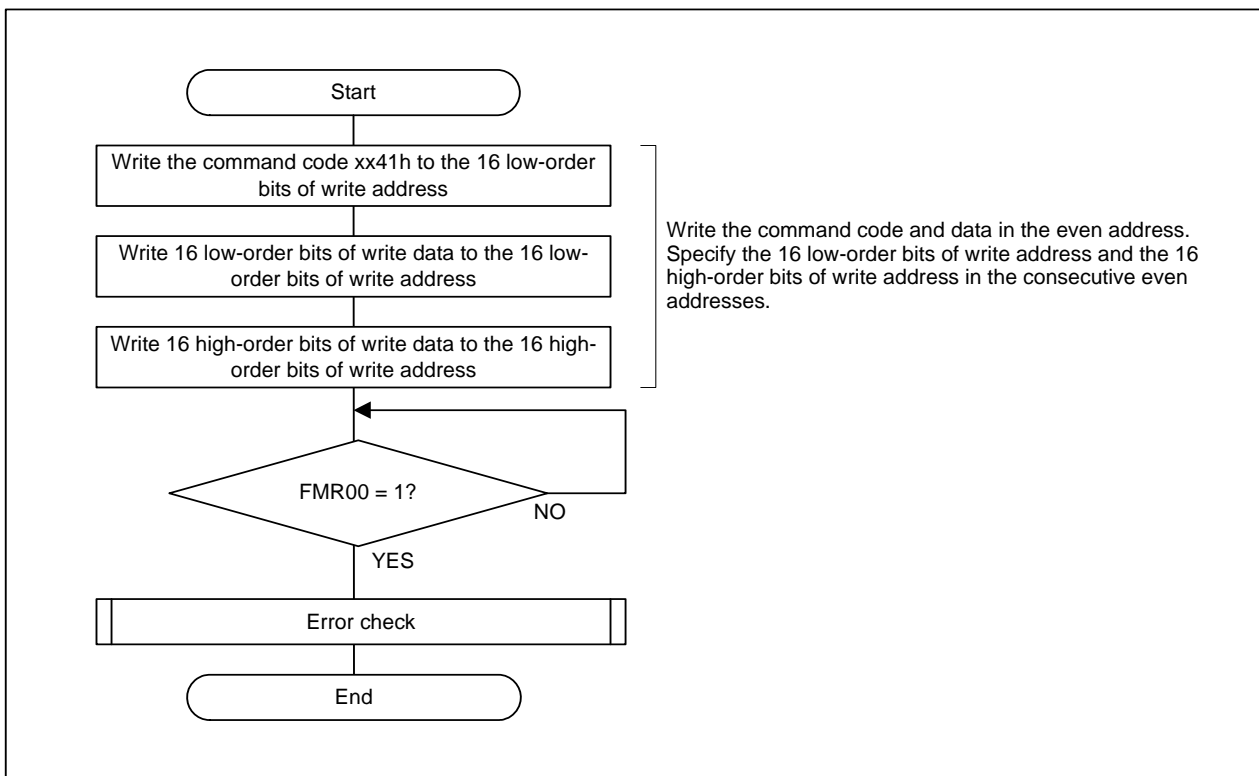 Start
Write the command code xx41h to the 16 low-order
bits of write address
Write 16 low-order bits of write data to the 16 low-
order bits of write address
Write 16 high-order bits of write data to the 16 high-
order bits of write address
Write the command code and data in the even address.
Specify the 16 low-order bits of write address and the 16
high-order bits of write address in the consecutive even
addresses.
FMR00 = 1?
NO
YES
Error check
End